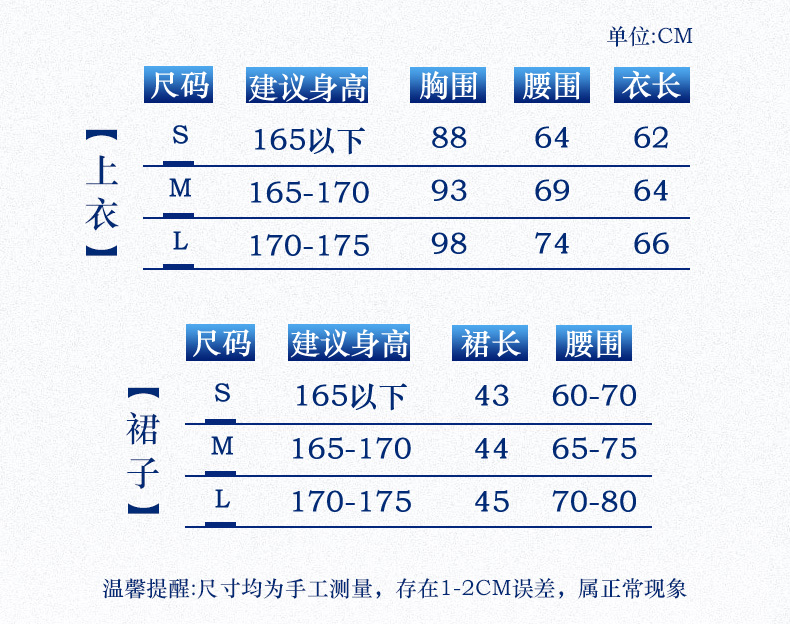 单位:CM
尺码 建议身高 胸围 腰围 衣长
【上衣】
S 165以下 88 64 62
M 165-170 93 69 64
L 170-175 98 74 66
尺码 建议身高 裙长 腰围
【裙子】
S 165以下 43 60-70
M 165-170 44 65-75
L 170-175 45 70-80
温馨提醒:尺寸均为手工测量，存在1-2CM误差，属正常现象